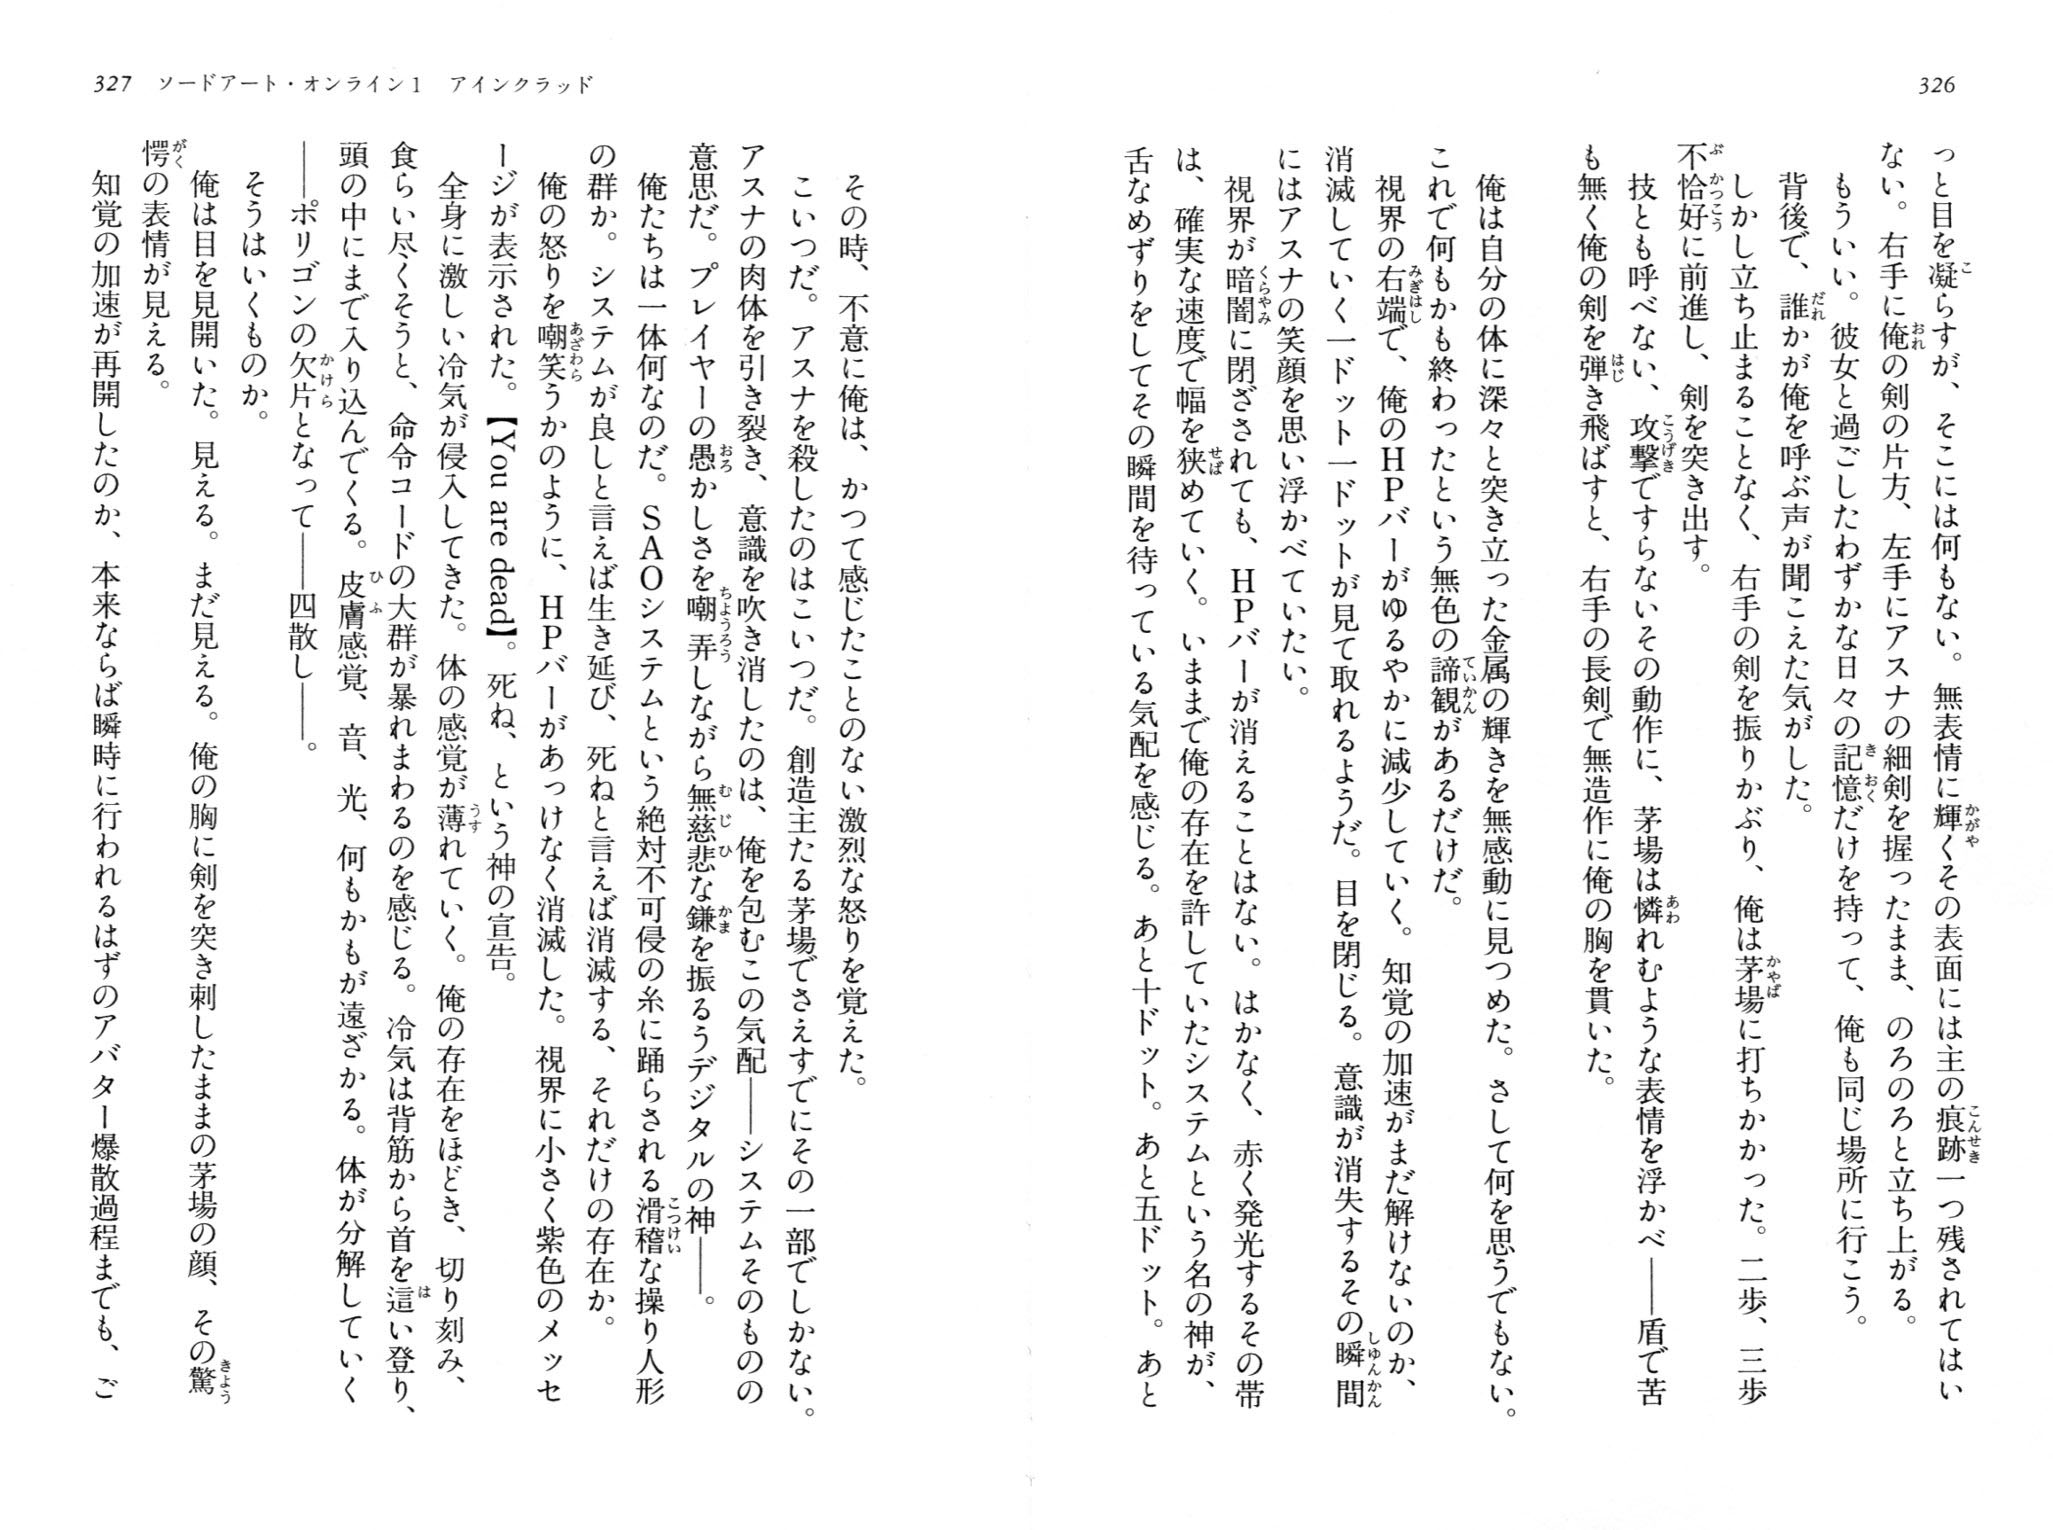 326
っと目を凝らすが、そこには何もない。無表情に輝くその表面には主の痕跡一つ残されてはい
ない。右手に俺の剣の片方、左手にアスナの細剣を握ったまま、のろのろと立ち上がる。
もういい。彼女と過ごしたわずかな日々の記憶だけを持って、俺も同じ場所に行こう。
背後で、誰かが俺を呼ぶ声が聞こえた気がした。
しかし立ち止まることなく、右手の剣を振りかぶり、俺は茅場に打ちかかった。二歩、三歩
不恰好に前進し、剣を突き出す。
技とも呼べない、攻撃ですらないその動作に、茅場は憐れむような表情を浮かべ――盾で苦
も無く俺の剣を弾き飛ばすと、右手の長剣で無造作に俺の胸を貫いた。
俺は自分の体に深々と突き立った金属の輝きを無感動に見つめた。さして何を思うでもない。
これで何もかも終わったという無色の諦観があるだけだ。
視界の右端で、俺のHPバーがゆるやかに減少していく。知覚の加速がまだ解けないのか、
消滅していく一ドット一ドットが見て取れるようだ。目を閉じる。意識が消失するその瞬間
にはアスナの笑顔を思い浮かべていたい。
視界が暗闇に閉ざされても、HPバーが消えることはない。はかなく、赤く発光するその帯
は、確実な速度で幅を狭めていく。いままで俺の存在を許していたシステムという名の神が、
舌なめずりをしてその瞬間を待っている気配を感じる。あと十ドット。あと五ドット。あと
327 ソードアート・オンライン1 アインクラッド
その時、不意に俺は、かつて感じたことのない激烈な怒りを覚えた。
こいつだ。アスナを殺したのはこいつだ。創造主たる茅場でさえすでにその一部でしかない。
アスナの肉体を引き裂き、意識を吹き消したのは、俺を包むこの気配――システムそのものの
意思だ。プレイヤーの愚かしさを嘲弄しながら無慈悲な鎌を振るうデジタルの神――。
俺たちは一体何なのだ。SAOシステムという絶対不可侵の糸に踊らされる滑稽な操り人形
の群か。システムが良しと言えば生き延び、死ねと言えば消滅する、それだけの存在か。
俺の怒りを嘲笑うかのように、HPバーがあっけなく消滅した。視界に小さく紫色のメッセ
ージが表示された。【You are dead】。死ね、という神の宣告。
全身に激しい冷気が侵入してきた。体の感覚が薄れていく。俺の存在をほどき、切り刻み、
食らい尽くそうと、命令コードの大群が暴れまわるのを感じる。冷気は背筋から首を這い登り、
頭の中にまで入り込んでくる。皮膚感覚、音、光、何もかもが遠ざかる。体が分解していく
――ポリゴンの欠片となって――四散し――。
そうはいくものか。
俺は目を見開いた。見える。まだ見える。俺の胸に剣を突き刺したままの茅場の顔、その驚
愕の表情が見える。
知覚の加速が再開したのか、本来ならば瞬時に行われるはずのアバター爆散過程までも、ご